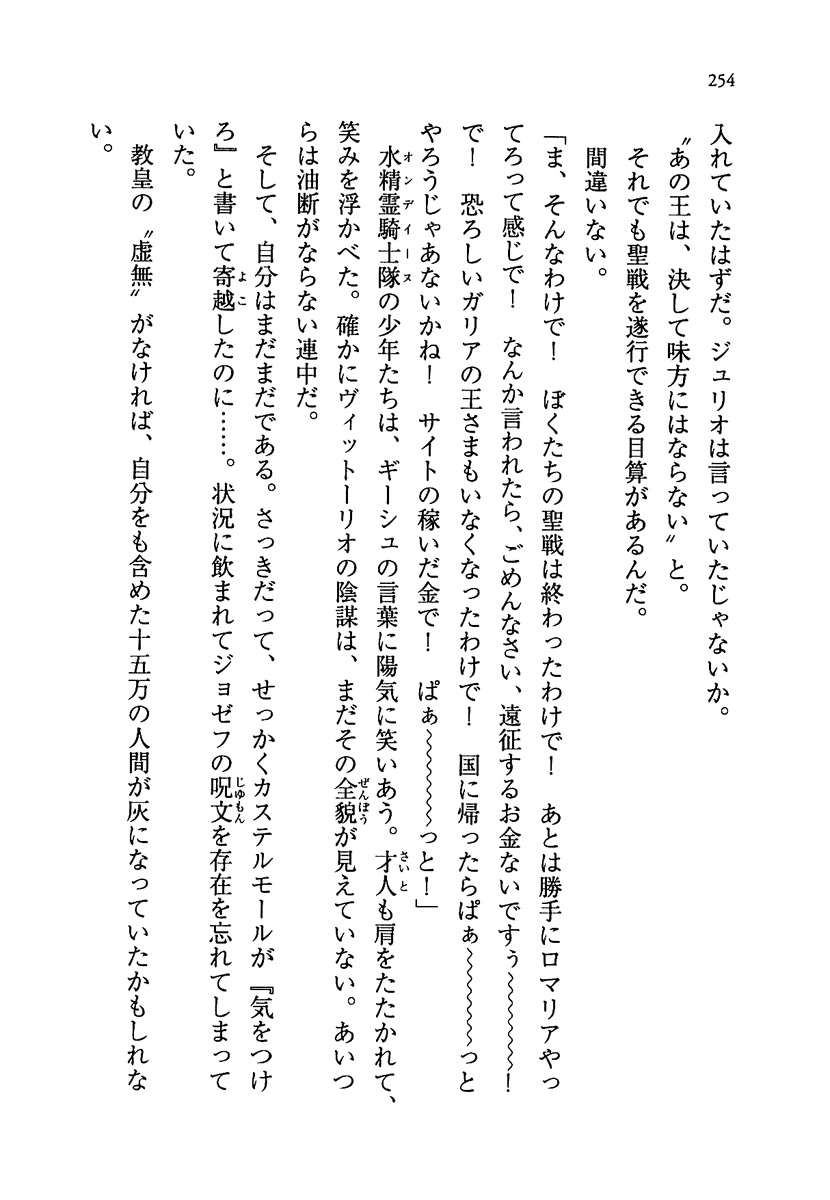 254
入れていたはずだ。ジュリオは言っていたじゃないか。
〝あの王は、決して味方にはならない〟と。
それでも聖戦を遂行できる目算があるんだ。
間違いない。
「ま、そんなわけで！　ぼくたちの聖戦は終わったわけで！　あとは勝手にロマリアやっ
てろって感じで！　なんか言われたら、ごめんなさい、遠征するお金ないですぅ～～～～～！
で！　恐ろしいガリアの王さまもいなくなったわけで！　国に帰ったらぱぁ～～～～～っと
やろうじゃあないかね！　サイトの稼いだ金で！　ぱぁ～～～～～っと！」
水精霊騎士隊の少年たちは、ギーシュの言葉に陽気に笑いあう。才人も肩をたたかれて、
笑みを浮かべた。確かにヴィットーリオの陰謀は、まだその全貌が見えていない。あいつ
らは油断がならない連中だ。
そして、自分はまだまだである。さっきだって、せっかくカステルモールが『気をつけ
ろ』と書いて寄越したのに……。状況に飲まれてジョゼフの呪文を存在を忘れてしまって
いた。
教皇の〝虚無〟がなければ、自分をも含めた十五万の人間が灰になっていたかもしれな
い。